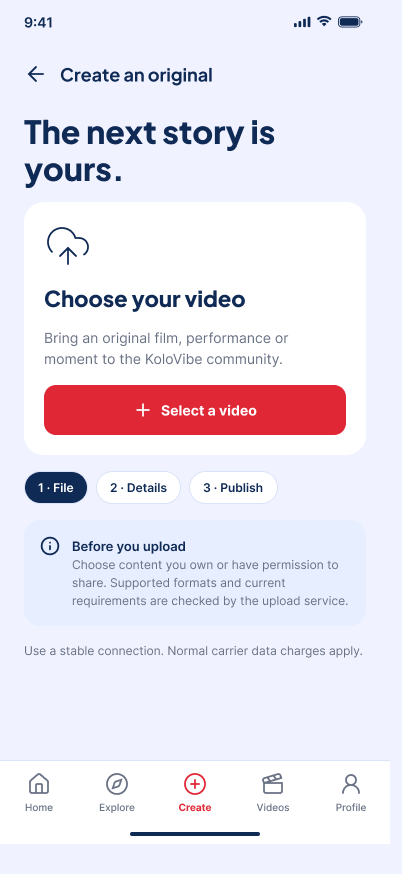 9:41
Create an original
The next story is
yours.
Choose your video
Bring an original film, performance or
moment to the KoloVibe community.
Select a video
1 · File
2 · Details
3 · Publish
Before you upload
Choose content you own or have permission to
share. Supported formats and current
requirements are checked by the upload service.
Use a stable connection. Normal carrier data charges apply.
Home
Explore
Create
Videos
Profile